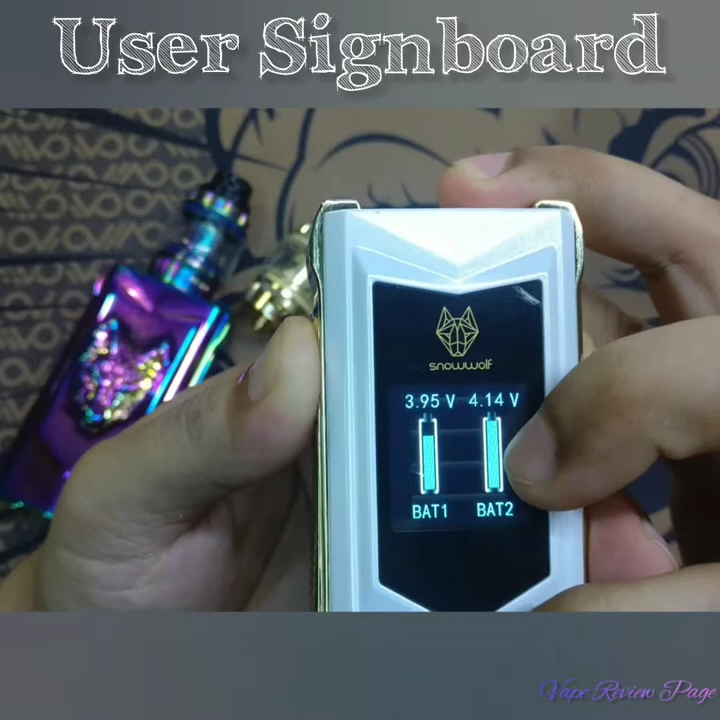 User Signboard
snowwolf
3.95 V 4.14 V
BAT1 BAT2
Vape Review Page